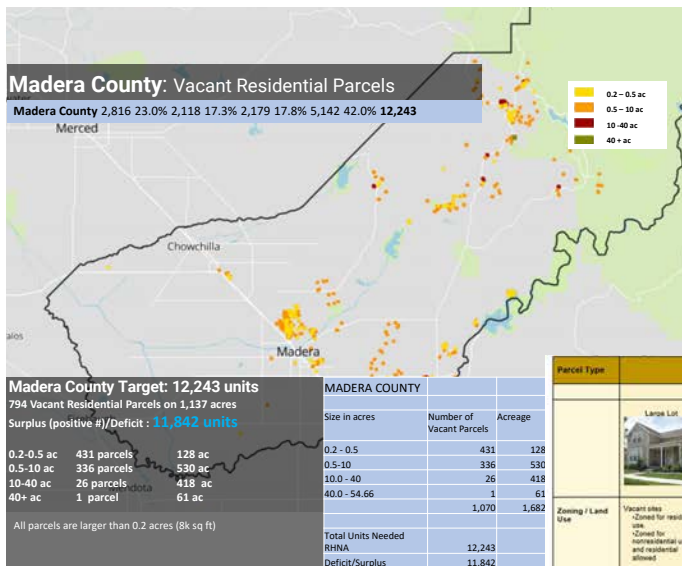 Madera County: Vacant Residential Parcels
Madera County 2,816 23.0% 2,118 17.3% 2,179 17.8% 5,142 42.0% 12,243
0.2 – 0.5 ac
0.5 – 10 ac
10 -40 ac
40 + ac
Merced
Chowchilla
Madera
Madera County Target: 12,243 units
794 Vacant Residential Parcels on 1,137 acres
Surplus (positive #)/Deficit : 11,842 units
0.2-0.5 ac 431 parcels 128 ac
0.5-10 ac 336 parcels 530 ac
10-40 ac 26 parcels 418 ac
40+ ac 1 parcel 61 ac
Mendota
All parcels are larger than 0.2 acres (8k sq ft)
MADERA COUNTY
Size in acres Number of Vacant Parcels Acreage
0.2 - 0.5 431 128
0.5-10 336 530
10.0 - 40 26 418
40.0 - 54.66 1 61
1,070 1,682
Total Units Needed
RHNA 12,243
Deficit/Surplus 11,842
Parcel Type
Large Lot
Zoning / Land
Use
Vacant sites
•Zoned for resid
use.
•Zoned for
nonresidential u
and residential
allowed